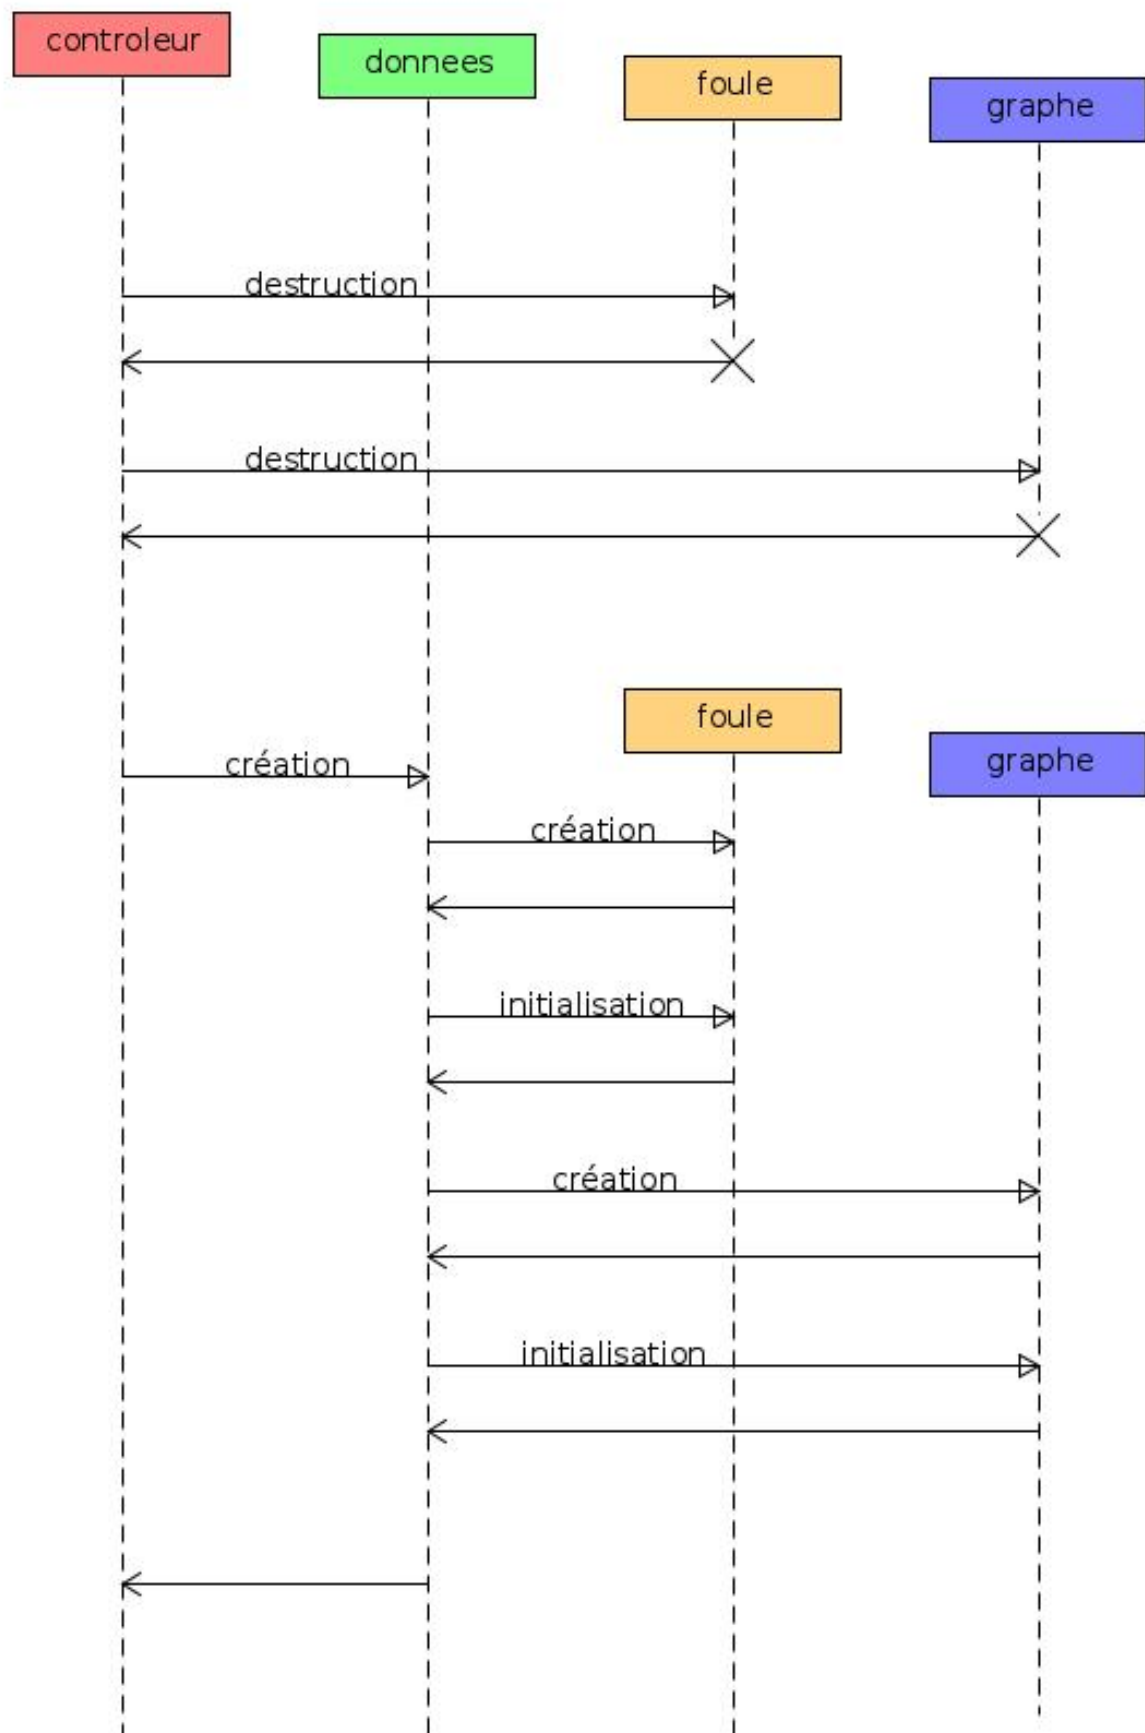 controleur
donnees
foule
graphe
destruction
destruction
foule
graphe
création
création
initialisation
création
initialisation